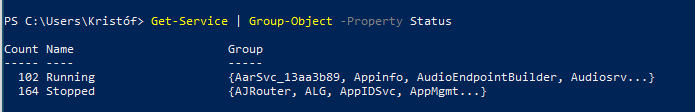 PS C:\Users\Kristóf> Get-Service | Group-Object -Property Status
Count Name                      Group
----- ----                      -----
  102 Running                   {AarSvc_13aa3b89, Appinfo, AudioEndpointBuilder, Audiosrv...}
  164 Stopped                   {AJRouter, ALG, AppIDSvc, AppMgmt...}